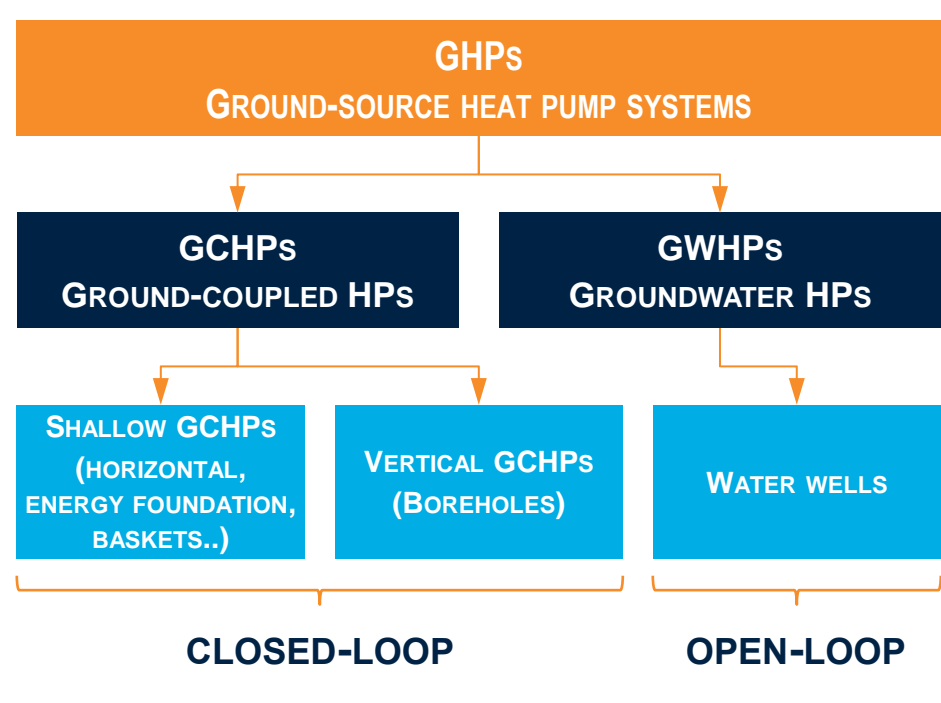 GHPs
Ground-source heat pump systems
GCHPs
Ground-coupled HPs
GWHPs
Groundwater HPs
Shallow GCHPs
(horizontal,
energy foundation,
baskets..)
Vertical GCHPs
(Boreholes)
Water wells
CLOSED-LOOP
OPEN-LOOP